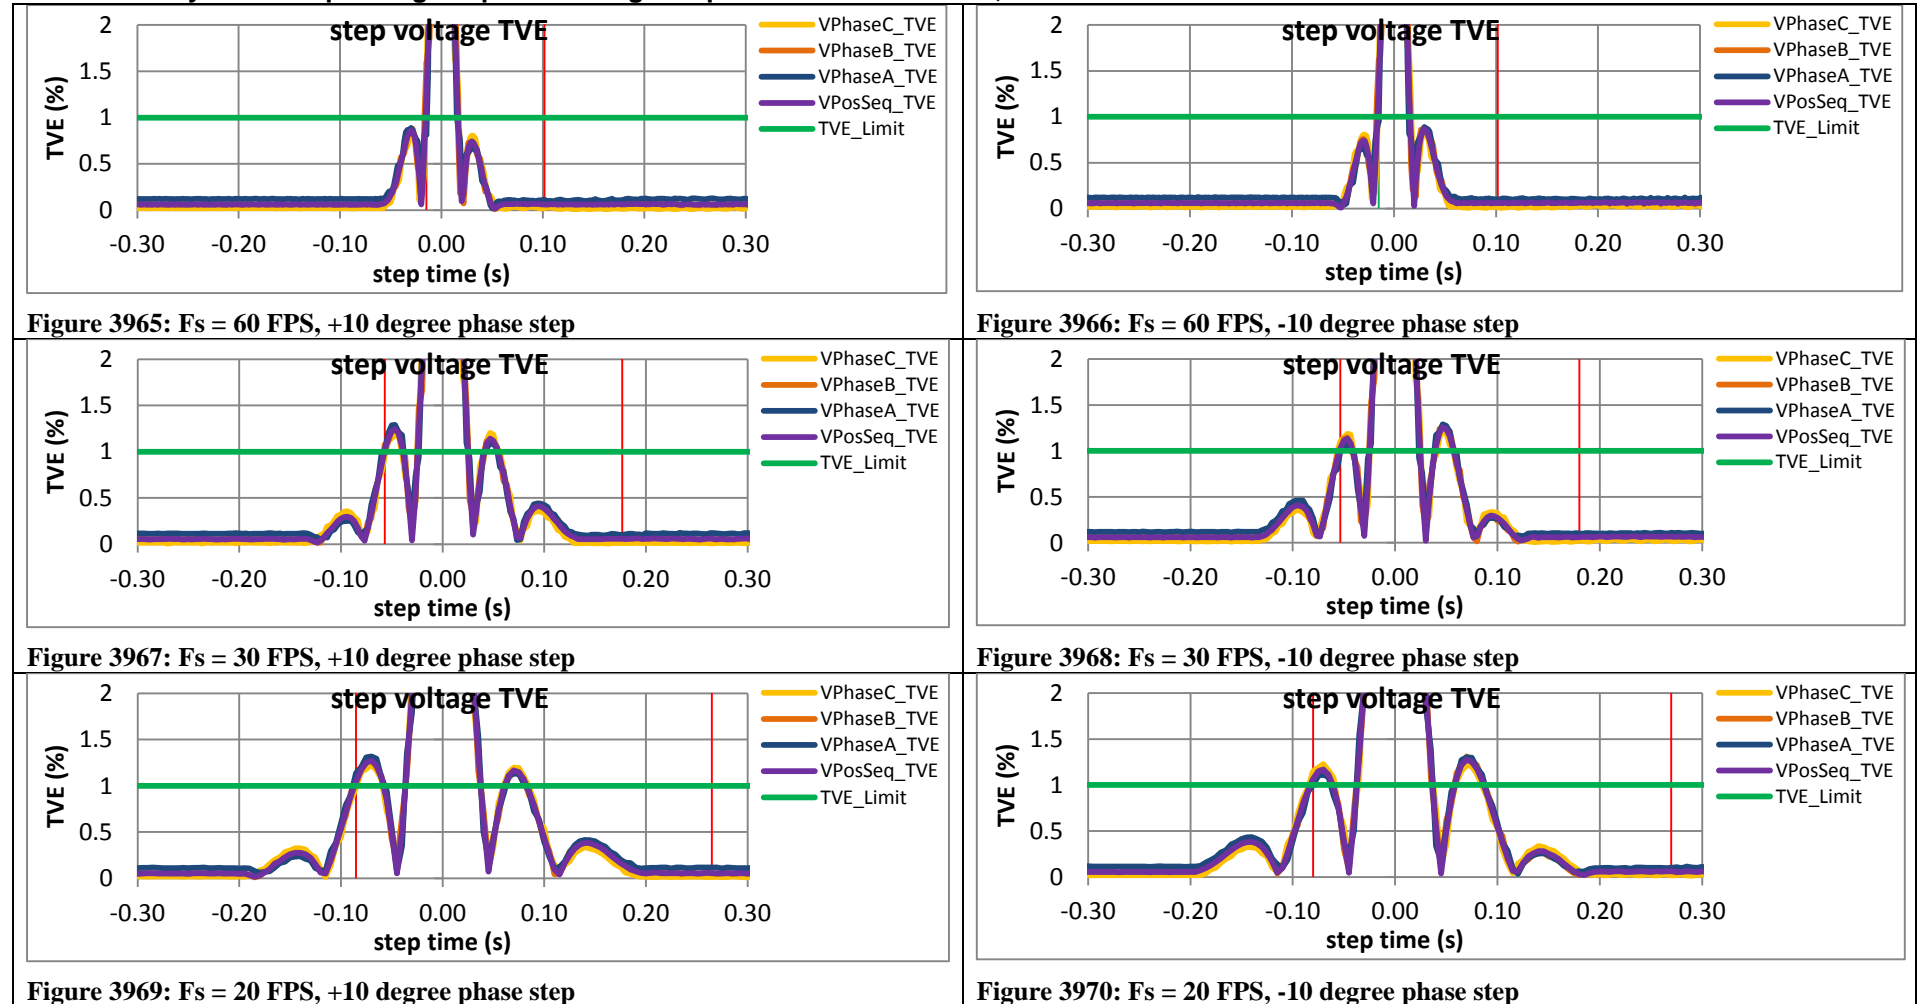 step voltage TVE
2
1.5
1
0.5
0
TVE (%)
-0.30 -0.20 -0.10 0.00 0.10 0.20 0.30
step time (s)
VPhaseC_TVE
VPhaseB_TVE
VPhaseA_TVE
VPosSeq_TVE
TVE_Limit
Figure 3965: Fs = 60 FPS, +10 degree phase step
step voltage TVE
2
1.5
1
0.5
0
TVE (%)
-0.30 -0.20 -0.10 0.00 0.10 0.20 0.30
step time (s)
VPhaseC_TVE
VPhaseB_TVE
VPhaseA_TVE
VPosSeq_TVE
TVE_Limit
Figure 3966: Fs = 60 FPS, -10 degree phase step
step voltage TVE
2
1.5
1
0.5
0
TVE (%)
-0.30 -0.20 -0.10 0.00 0.10 0.20 0.30
step time (s)
VPhaseC_TVE
VPhaseB_TVE
VPhaseA_TVE
VPosSeq_TVE
TVE_Limit
Figure 3967: Fs = 30 FPS, +10 degree phase step
step voltage TVE
2
1.5
1
0.5
0
TVE (%)
-0.30 -0.20 -0.10 0.00 0.10 0.20 0.30
step time (s)
VPhaseC_TVE
VPhaseB_TVE
VPhaseA_TVE
VPosSeq_TVE
TVE_Limit
Figure 3968: Fs = 30 FPS, -10 degree phase step
step voltage TVE
2
1.5
1
0.5
0
TVE (%)
-0.30 -0.20 -0.10 0.00 0.10 0.20 0.30
step time (s)
VPhaseC_TVE
VPhaseB_TVE
VPhaseA_TVE
VPosSeq_TVE
TVE_Limit
Figure 3969: Fs = 20 FPS, +10 degree phase step
step voltage TVE
2
1.5
1
0.5
0
TVE (%)
-0.30 -0.20 -0.10 0.00 0.10 0.20 0.30
step time (s)
VPhaseC_TVE
VPhaseB_TVE
VPhaseA_TVE
VPosSeq_TVE
TVE_Limit
Figure 3970: Fs = 20 FPS, -10 degree phase step